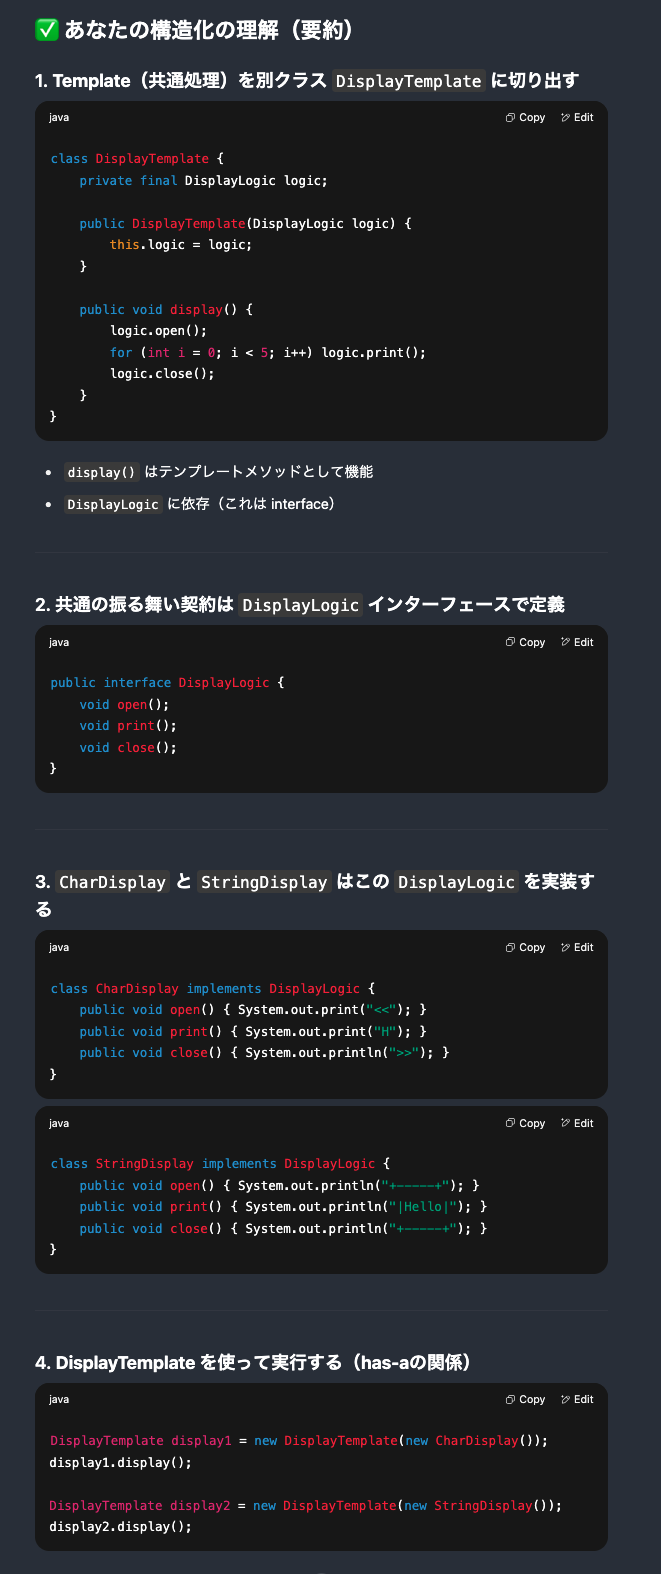 ✅ あなたの構造化の理解（要約）
1. Template（共通処理）を別クラス DisplayTemplate に切り出す
java
Copy Edit
class DisplayTemplate {
    private final DisplayLogic logic;

    public DisplayTemplate(DisplayLogic logic) {
        this.logic = logic;
    }

    public void display() {
        logic.open();
        for (int i = 0; i < 5; i++) logic.print();
        logic.close();
    }
}
• display() はテンプレートメソッドとして機能
• DisplayLogic に依存（これは interface）
2. 共通の振る舞い契約は DisplayLogic インターフェースで定義
java
Copy Edit
public interface DisplayLogic {
    void open();
    void print();
    void close();
}
3. CharDisplay と StringDisplay はこの DisplayLogic を実装す
る
java
Copy Edit
class CharDisplay implements DisplayLogic {
    public void open() { System.out.print("<<"); }
    public void print() { System.out.print("H"); }
    public void close() { System.out.println(">>"); }
}
java
Copy Edit
class StringDisplay implements DisplayLogic {
    public void open() { System.out.println("+-----+"); }
    public void print() { System.out.println("|Hello|"); }
    public void close() { System.out.println("+-----+"); }
}
4. DisplayTemplate を使って実行する（has-aの関係）
java
Copy Edit
DisplayTemplate display1 = new DisplayTemplate(new CharDisplay());
display1.display();

DisplayTemplate display2 = new DisplayTemplate(new StringDisplay());
display2.display();